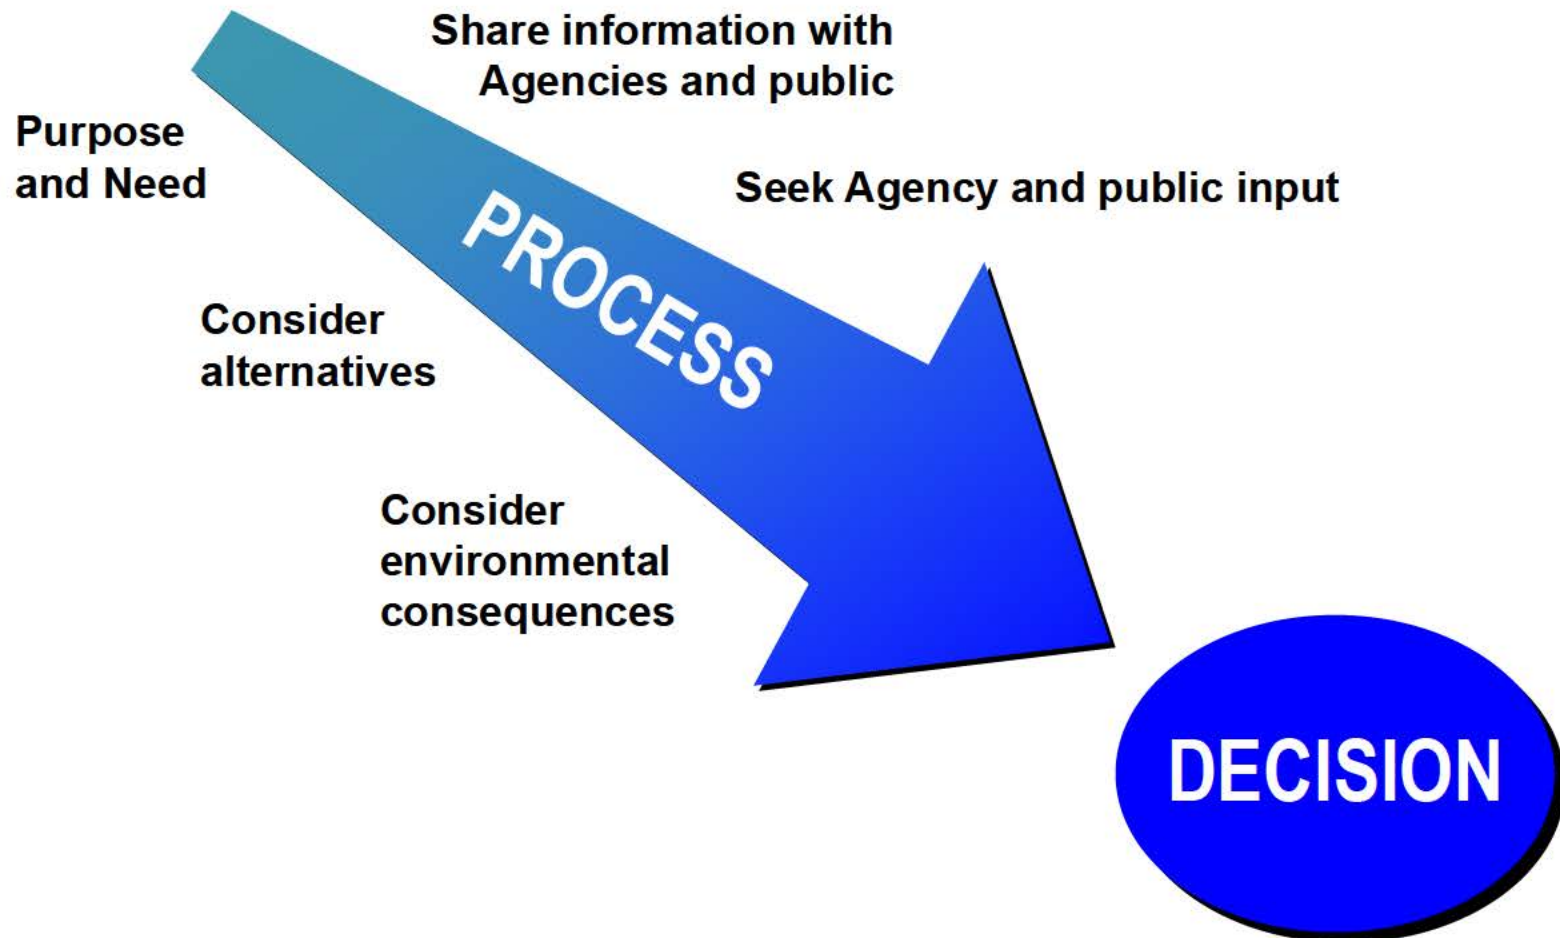 Share information with
Agencies and public
Purpose
and Need
Seek Agency and public input
PROCESS
Consider
alternatives
Consider
environmental
consequences
DECISION